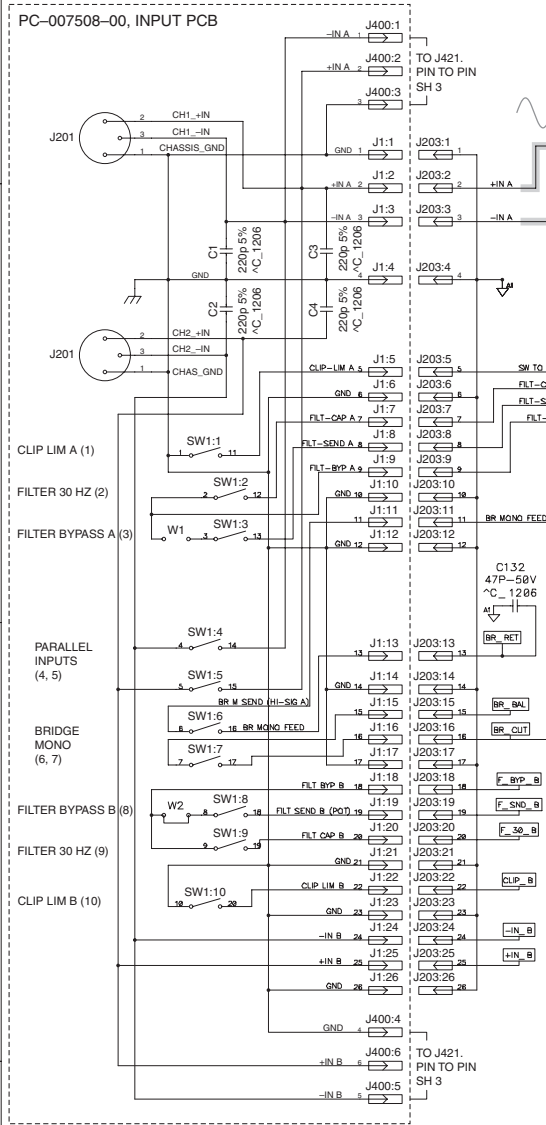 PC-007508-00, INPUT PCB
-IN A 1 J400:1
+IN A 2 J400:2
3 J400:3
TO J421.
PIN TO PIN
SH 3
J201
2 CH1_+IN
3 CH1_-IN
1 CHASSIS_GND
GND 1 J1:1 J203:1 1
+IN A 2 J1:2 J203:2 2 +IN A
-IN A 3 J1:3 J203:3 3 -IN A
C1
220p 5%
^C_1206
C3
220p 5%
^C_1206
GND 4 J1:4 J203:4 4 A1
C2
220p 5%
^C_1206
C4
220p 5%
^C_1206
J201
2 CH2_+IN
3 CH2_-IN
1 CHAS_GND
CLIP-LIM A 5 J1:5 J203:5 5 SW TO
GND 6 J1:6 J203:6 6 FILT-C
FILT-CAP A 7 J1:7 J203:7 7 FILT-S
FILT-SEND A 8 J1:8 J203:8 8 FILT-
FILT-BYP A 9 J1:9 J203:9 9
GND 10 J1:10 J203:10 10
11 J1:11 J203:11 11 BR MONO FEED
GND 12 J1:12 J203:12 12
CLIP LIM A (1)
1 SW1:1 11
FILTER 30 HZ (2)
2 SW1:2 12
FILTER BYPASS A (3)
W1 3 SW1:3 13
C132
47P-50V
^C_1206
A1
BR_RET
PARALLEL
INPUTS
(4, 5)
4 SW1:4 14
5 SW1:5 15
13 J1:13 J203:13 13
GND 14 J1:14 J203:14 14
BR M SEND (HI-SIG A)
15 J1:15 J203:15 15 BR_BAL
BRIDGE
MONO
(6, 7)
6 SW1:6 16 BR MONO FEED
7 SW1:7 17
16 J1:16 J203:16 16 BR_CUT
17 J1:17 J203:17 17
FILT BYP B 18 J1:18 J203:18 18 F_BYP_B
FILTER BYPASS B (8)
W2 8 SW1:8 18 FILT SEND B (POT) 19 J1:19 J203:19 19 F_SND_B
FILTER 30 HZ (9)
9 SW1:9 19 FILT CAP B 20 J1:20 J203:20 20 F_30_B
GND 21 J1:21 J203:21 21
CLIP LIM B (10)
10 SW1:10 20 CLIP LIM B 22 J1:22 J203:22 22 CLIP_B
GND 23 J1:23 J203:23 23
-IN B 24 J1:24 J203:24 24 -IN_B
+IN B 25 J1:25 J203:25 25 +IN_B
GND 26 J1:26 J203:26 26
GND 4 J400:4
+IN B 6 J400:6
-IN B 5 J400:5
TO J421.
PIN TO PIN
SH 3